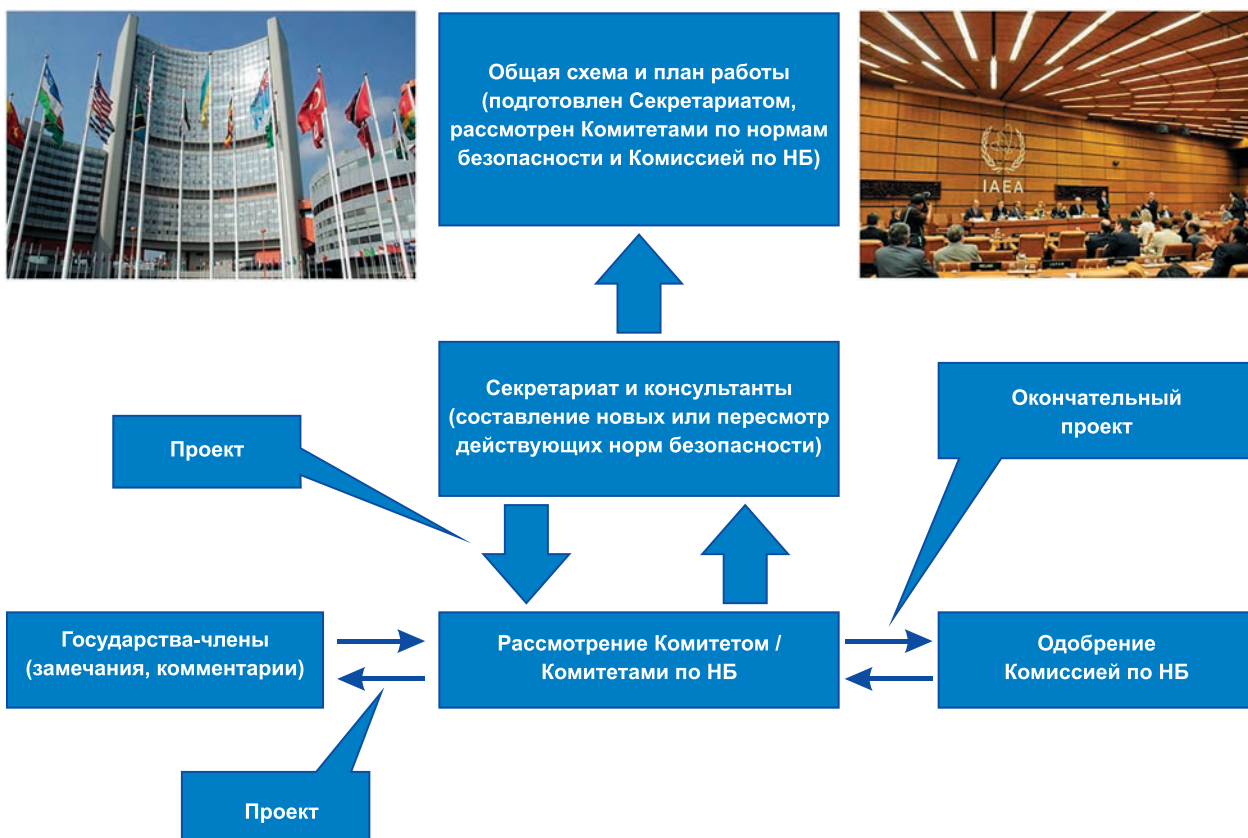 Общая схема и план работы
(подготовлен Секретариатом,
рассмотрен Комитетами по нормам
безопасности и Комиссией по НБ)
IAEA
Секретариат и консультанты
(составление новых или пересмотр
действующих норм безопасности)
Проект
Окончательный
проект
Государства-члены
(замечания, комментарии)
Рассмотрение Комитетом /
Комитетами по НБ
Одобрение
Комиссией по НБ
Проект